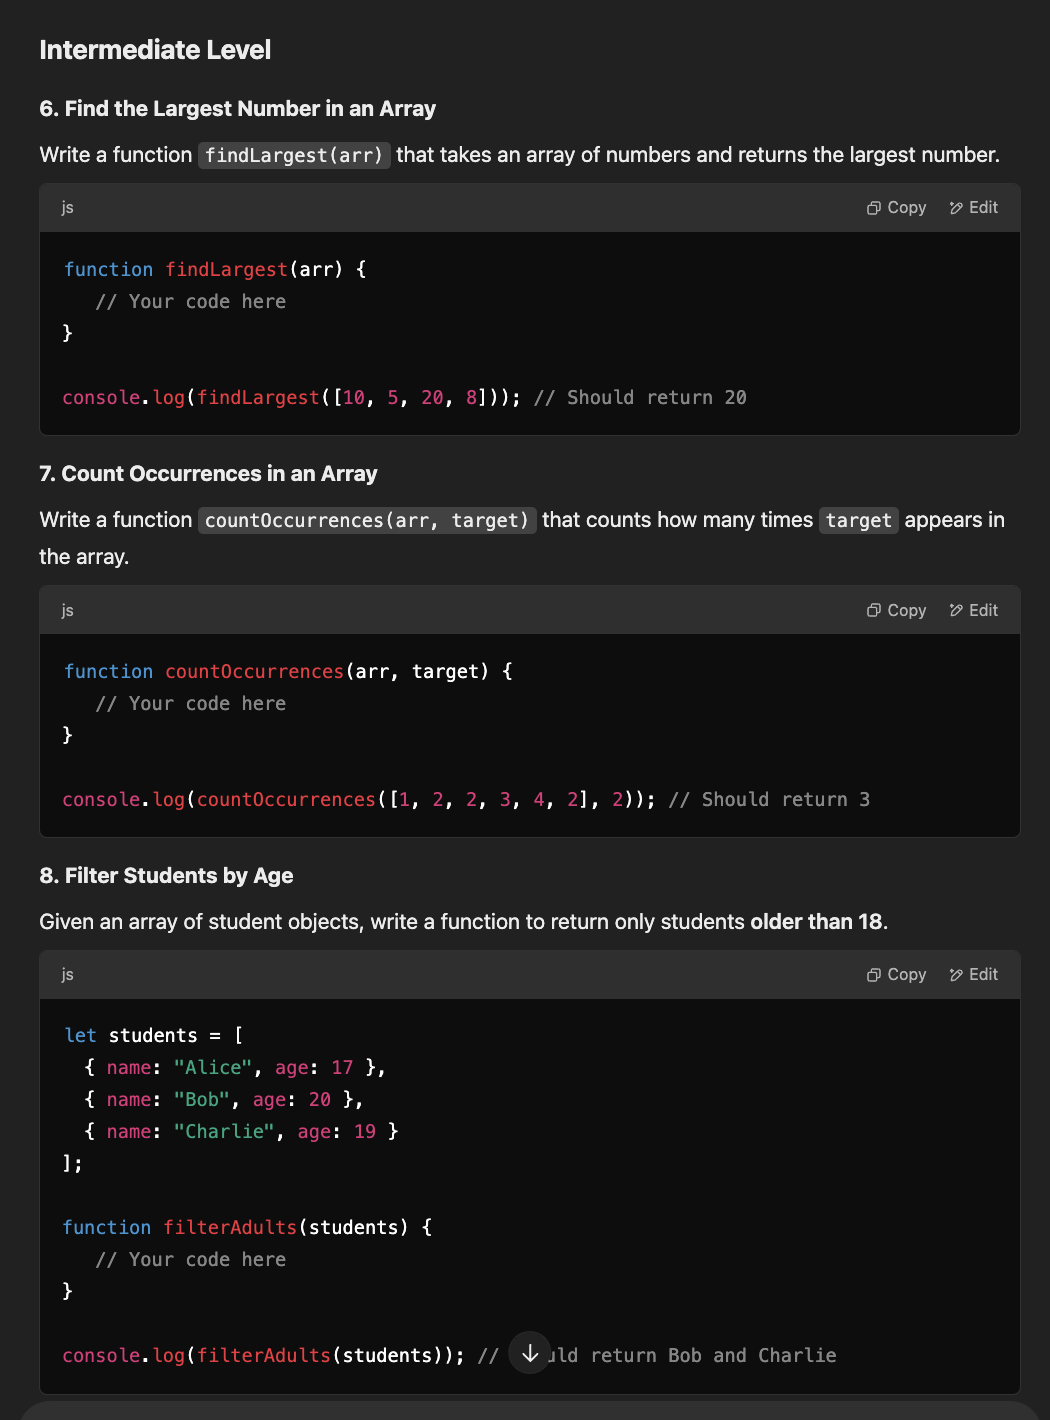 Intermediate Level
6. Find the Largest Number in an Array
Write a function findLargest(arr) that takes an array of numbers and returns the largest number.
js Copy Edit
function findLargest(arr) {
   // Your code here
}
console.log(findLargest([10, 5, 20, 8])); // Should return 20
7. Count Occurrences in an Array
Write a function countOccurrences(arr, target) that counts how many times target appears in
the array.
js Copy Edit
function countOccurrences(arr, target) {
   // Your code here
}
console.log(countOccurrences([1, 2, 2, 3, 4, 2], 2)); // Should return 3
8. Filter Students by Age
Given an array of student objects, write a function to return only students older than 18.
js Copy Edit
let students = [
  { name: "Alice", age: 17 },
  { name: "Bob", age: 20 },
  { name: "Charlie", age: 19 }
];
function filterAdults(students) {
   // Your code here
}
console.log(filterAdults(students)); // return Bob and Charlie